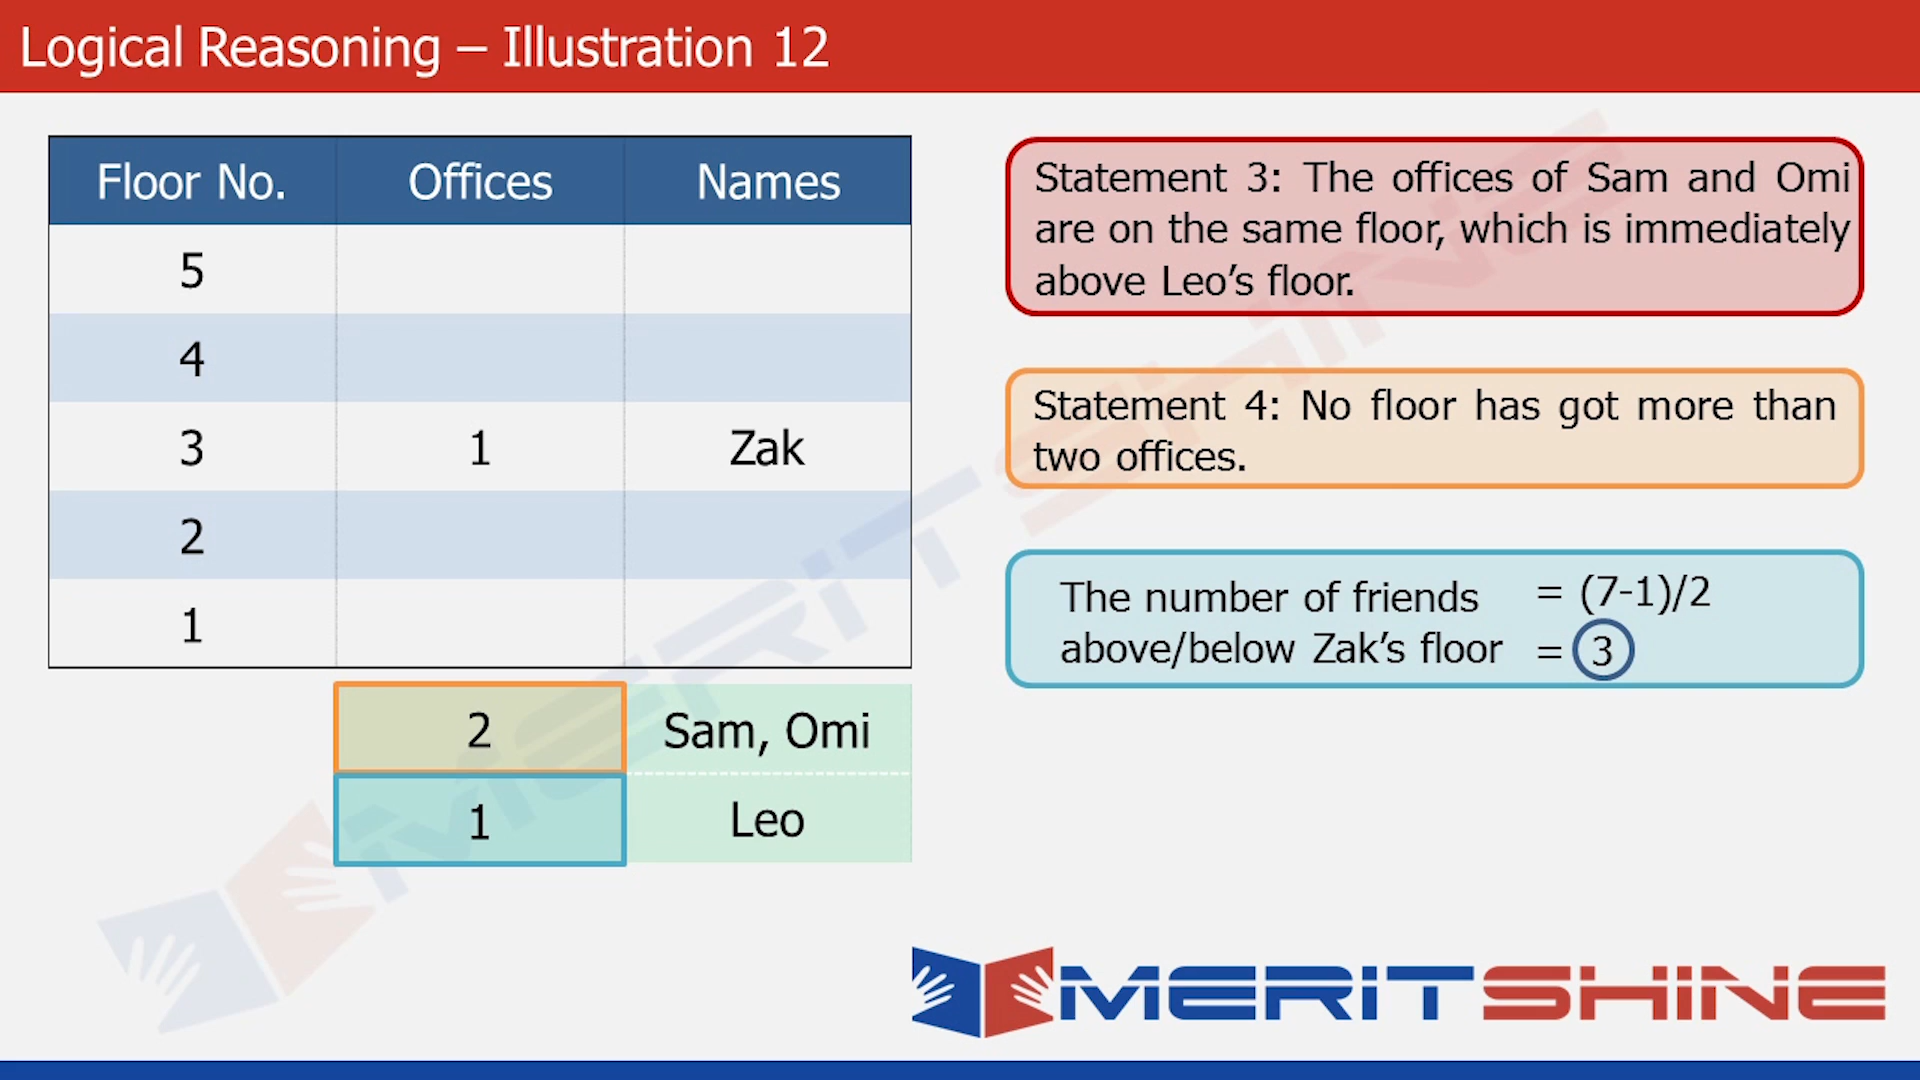 Logical Reasoning – Illustration 12
Floor No. Offices Names
5
4
3 1 Zak
2
1
2 Sam, Omi
1 Leo
Statement 3: The offices of Sam and Omi
are on the same floor, which is immediately
above Leo’s floor.
Statement 4: No floor has got more than
two offices.
The number of friends = (7-1)/2
above/below Zak’s floor = 3
MERiTSHiNE
MERiTSHiNE